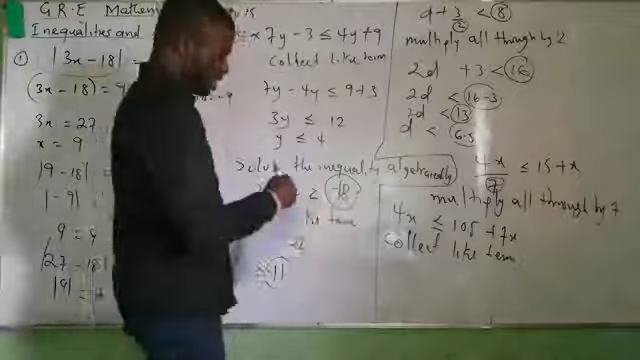 G.R.E Mathem
Inequalities and
① |3x-18| =
(3x-18) = 9
-9
3x = 27
x = 9
|9-18| =
|-9|
9 = 9
|27-18|
|9| =
7y-3 ≤ 4y+9
Collect like term
7y-4y ≤ 9+3
3y ≤ 12
y ≤ 4
Solve the inequality algebraically
like term
d + 3/2 < 8
multiply all through by 2
2d + 3 < 16
2d < 16-3
2d < 13
d < 6.5
4x/7 ≤ 15+x
multiply all through by 7
4x ≤ 105+7x
Collect like term